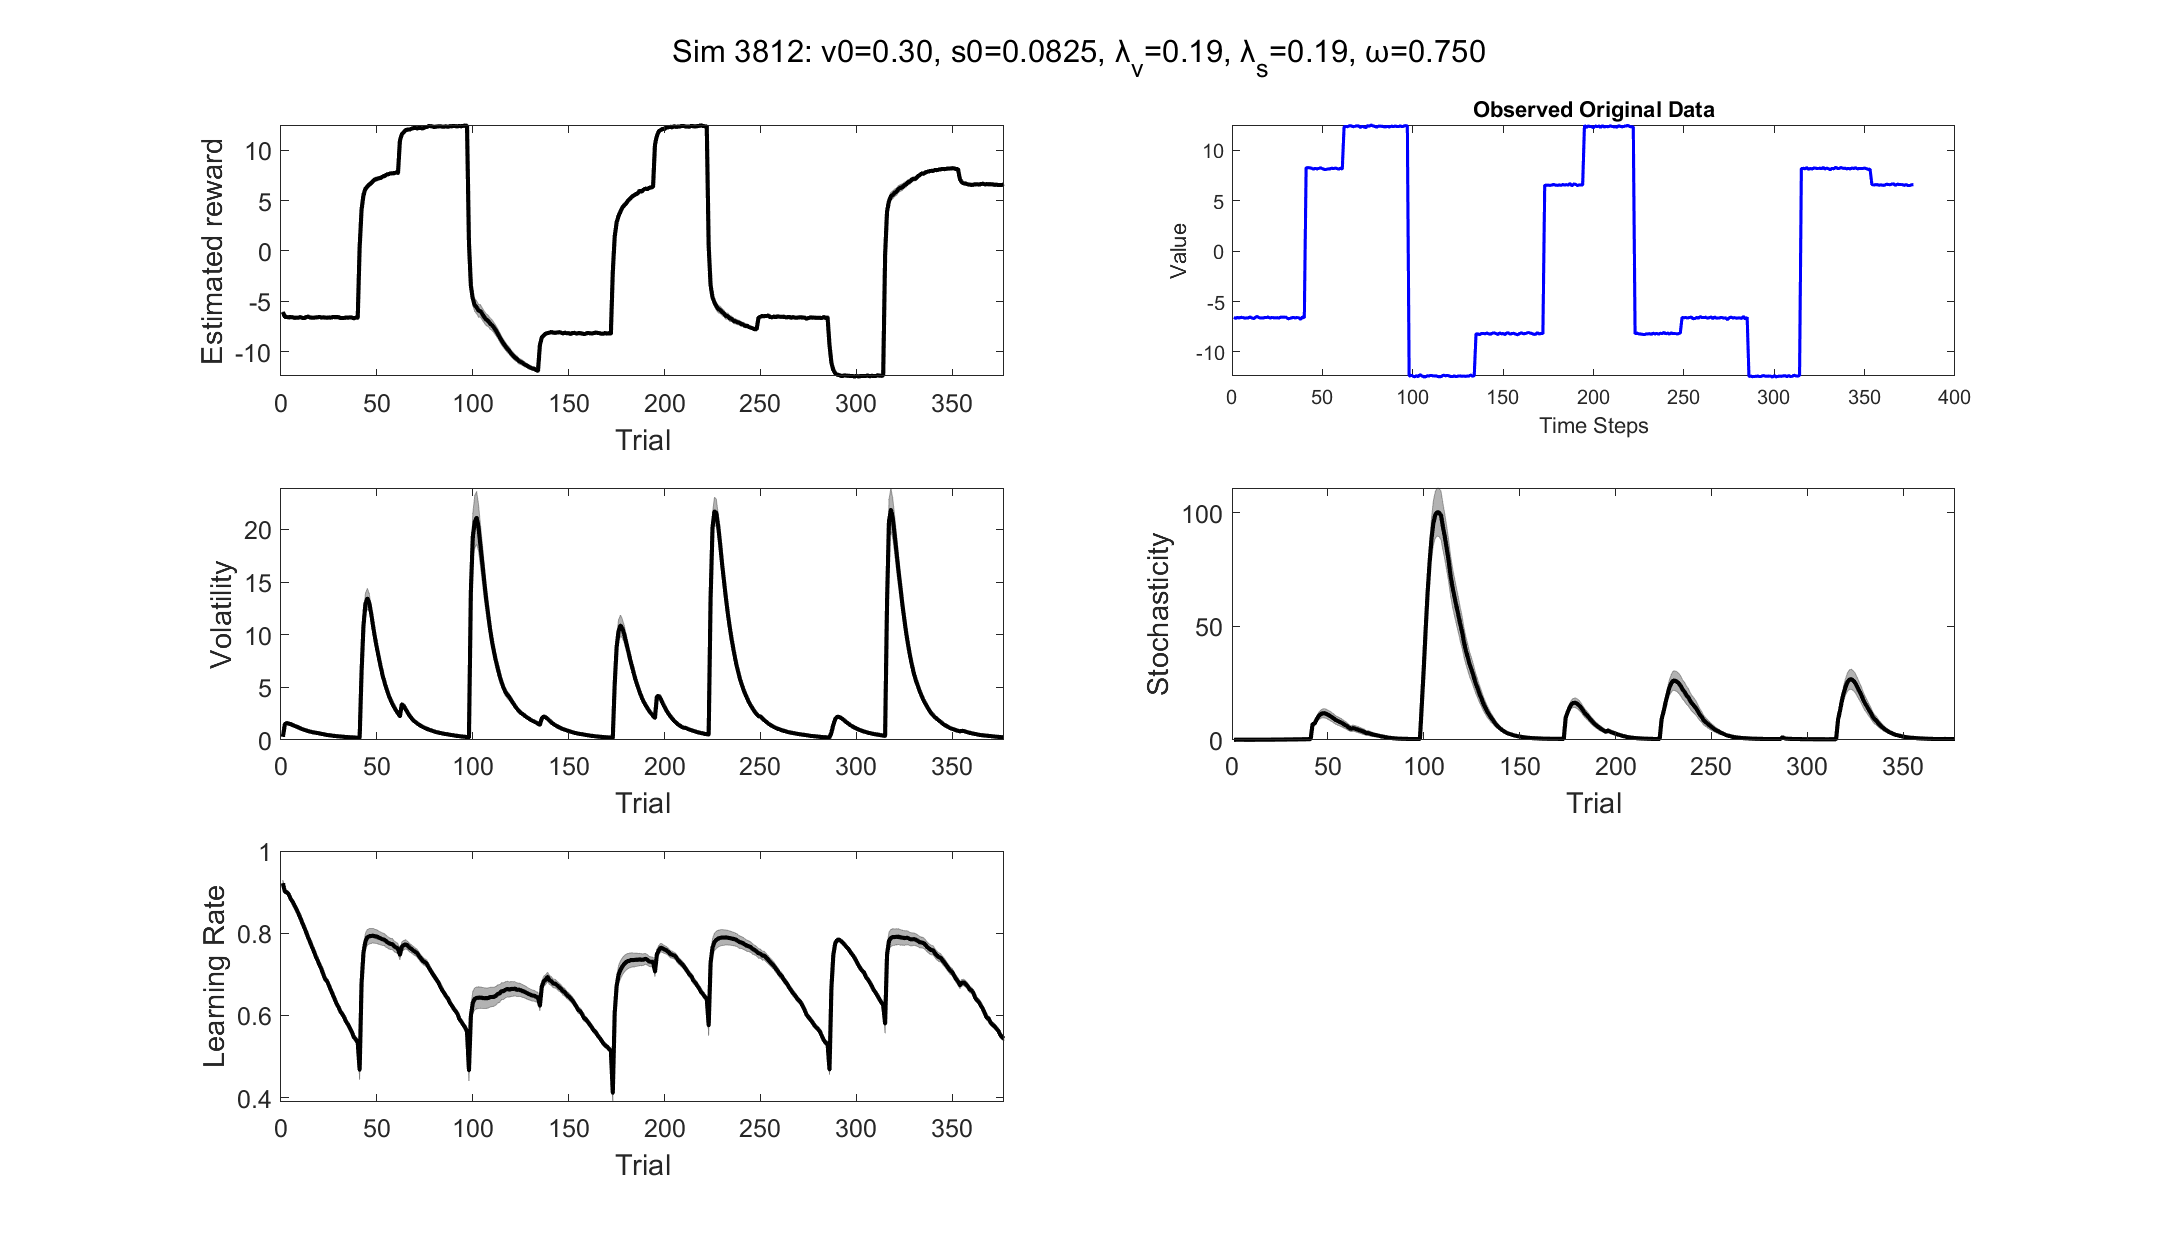 Sim 3812: v0=0.30, s0=0.0825, λv=0.19, λs=0.19, ω=0.750
Estimated reward
10
5
0
-5
-10
0 50 100 150 200 250 300 350
Trial
Observed Original Data
Value
10
5
0
-5
-10
0 50 100 150 200 250 300 350 400
Time Steps
Volatility
20
15
10
5
0
0 50 100 150 200 250 300 350
Trial
Stochasticity
100
50
0
0 50 100 150 200 250 300 350
Trial
Learning Rate
1
0.8
0.6
0.4
0 50 100 150 200 250 300 350
Trial